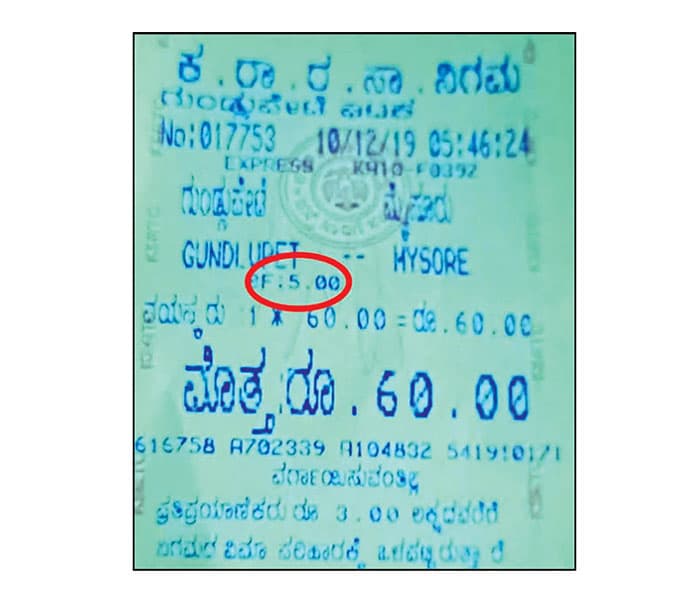 ಕ.ರಾ.ರ.ಸಾ.ನಿಗಮ
ಗುಂಡ್ಲುಪೇಟೆ ಘಟಕ
No:017753 10/12/19 05:46:24
EXPRESS KA10-F0392
ಗುಂಡ್ಲುಪೇಟೆ ಮೈಸೂರು
GUNDLUPET -- MYSORE
F:5.00
ವಯಸ್ಕರು 1 * 60.00=ರೂ.60.00
ಮೊತ್ತ:ರೂ.60.00
616758 A702339 A104832 541910171
ವರ್ಗಾಯಿಸುವಂತಿಲ್ಲ
ಪ್ರತಿಪ್ರಯಾಣಿಕರು ರೂ 3.00 ಲಕ್ಷದವರೆಗೆ
ನಿಗಮದ ವಿಮಾ ಪರಿಹಾರಕ್ಕೆ ಒಳಪಟ್ಟಿರುತ್ತಾರೆ